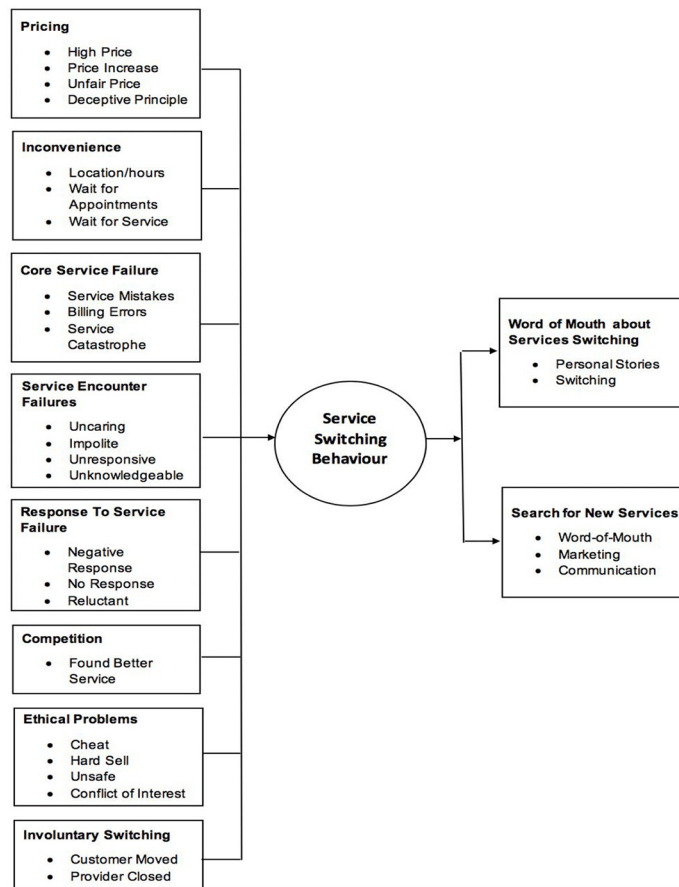 Pricing
• High Price
• Price Increase
• Unfair Price
• Deceptive Principle
Inconvenience
• Location/hours
• Wait for
Appointments
• Wait for Service
Core Service Failure
• Service Mistakes
• Billing Errors
• Service
Catastrophe
Service Encounter
Failures
• Uncaring
• Impolite
• Unresponsive
• Unknowledgeable
Response To Service
Failure
• Negative
Response
• No Response
• Reluctant
Competition
• Found Better
Service
Ethical Problems
• Cheat
• Hard Sell
• Unsafe
• Conflict of Interest
Involuntary Switching
• Customer Moved
• Provider Closed
Service
Switching
Behaviour
Word of Mouth about
Services Switching
• Personal Stories
• Switching
Search for New Services
• Word-of-Mouth
• Marketing
• Communication